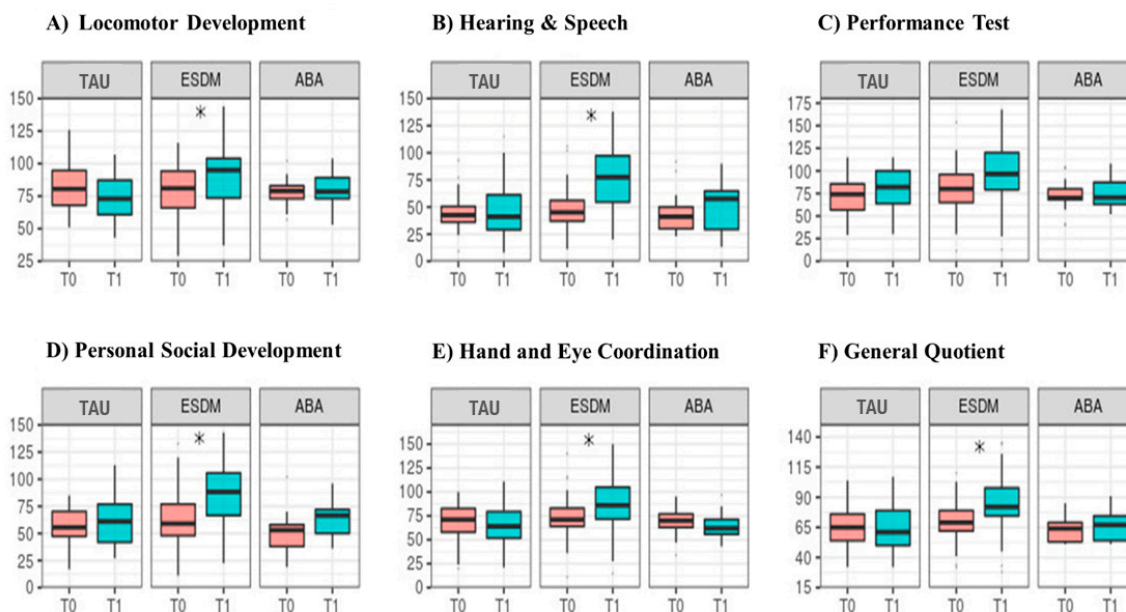 A) Locomotor Development
B) Hearing & Speech
C) Performance Test
TAU ESDM ABA
TAU ESDM ABA
TAU ESDM ABA
150
125
100
75
50
25
*
T0 T1 T0 T1 T0 T1
150
125
100
75
50
25
0
*
T0 T1 T0 T1 T0 T1
175
150
125
100
75
50
25
0
T0 T1 T0 T1 T0 T1
D) Personal Social Development
E) Hand and Eye Coordination
F) General Quotient
TAU ESDM ABA
TAU ESDM ABA
TAU ESDM ABA
150
125
100
75
50
25
0
*
T0 T1 T0 T1 T0 T1
150
125
100
75
50
25
0
*
T0 T1 T0 T1 T0 T1
140
115
90
65
40
15
*
T0 T1 T0 T1 T0 T1